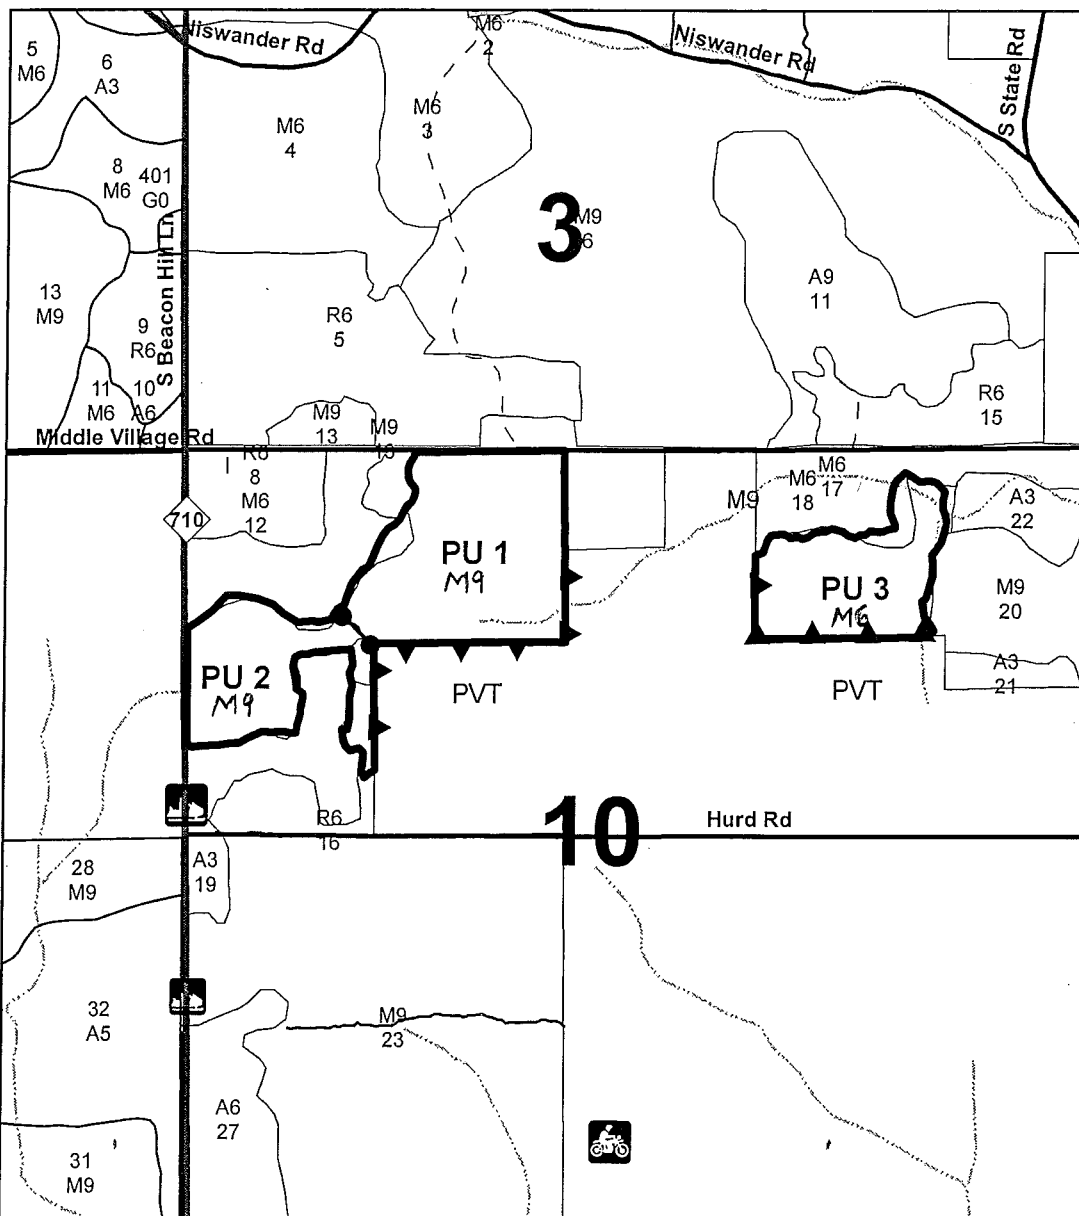 Niswander Rd
M6
2
Niswander Rd
S State Rd
5
M6
6
A3
M6
4
M6
3
8
M6
401
G0
S Beacon Hill Ln
3
M9
6
A9
11
13
M9
9
R6
R6
5
11
M6
10
A6
M9
13
M9
R6
15
Middle Village Rd
R8
8
M6
12
710
M6
17
M6
18
M9
A3
22
PU 1
M9
PU 3
M6
M9
20
PU 2
M9
PVT
PVT
A3
21
R6
16
10
Hurd Rd
28
M9
A3
19
32
A5
M9
23
A6
27
31
M9